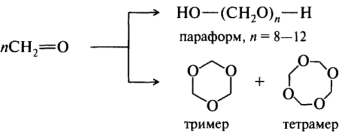 HO—(CH₂O)ₙ—H
nCH₂=O
параформ, n = 8—12
O
O O
+
O
O
O
O
тример
тетрамер